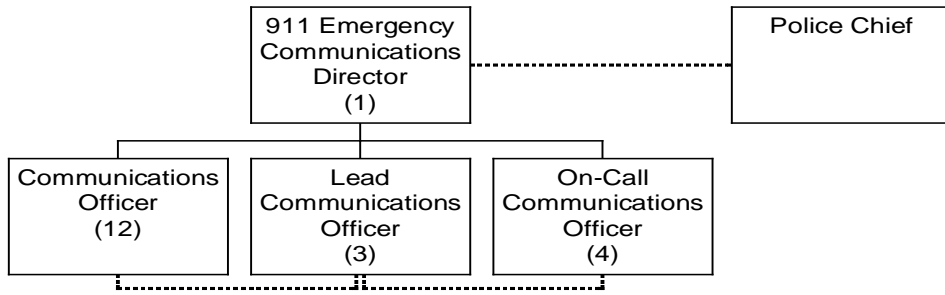 911 Emergency
Communications
Director
(1)
Police Chief
Communications
Officer
(12)
Lead
Communications
Officer
(3)
On-Call
Communications
Officer
(4)